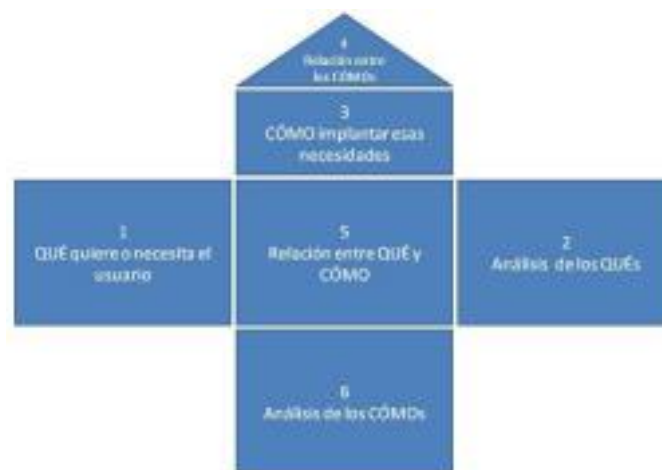 4
Relación entre
los CÓMOs
3
CÓMO implantar esas
necesidades
1
QUÉ quiere o necesita el
usuario
5
Relación entre QUÉ y
CÓMO
2
Análisis de los QUÉs
6
Análisis de los CÓMOs